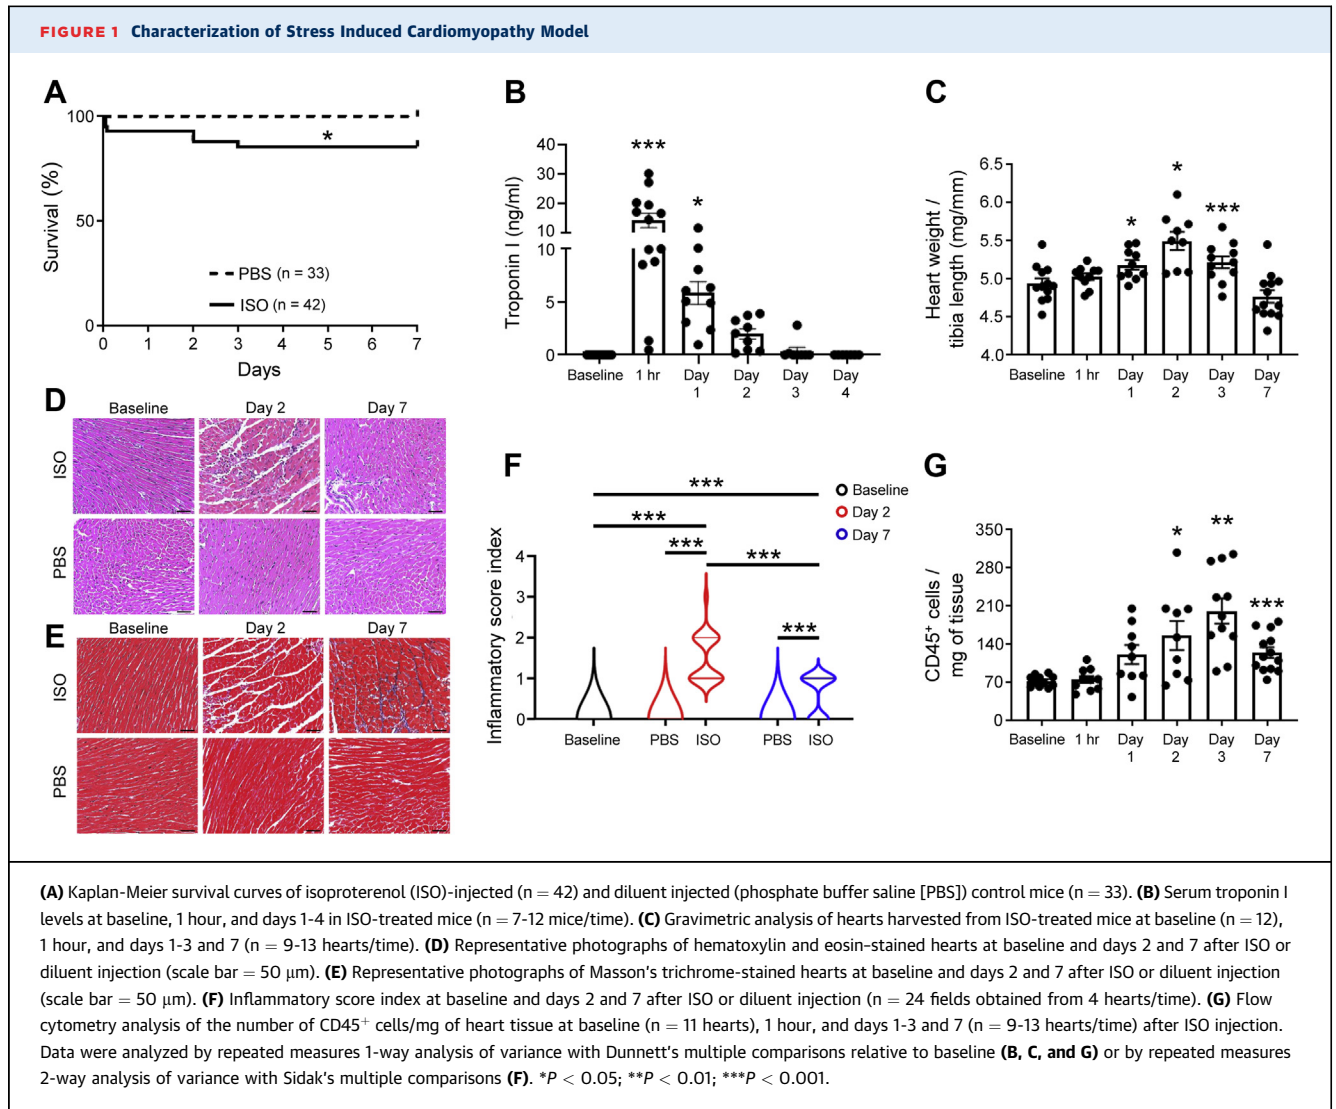 FIGURE 1 Characterization of Stress Induced Cardiomyopathy Model
A
100
50
0
Survival (%)
*
PBS (n = 33)
ISO (n = 42)
0 1 2 3 4 5 6 7
Days
B
Troponin I (ng/ml)
40
30
20
10
10
5
0
***
*
Baseline 1 hr Day 1 Day 2 Day 3 Day 4
C
Heart weight /
tibia length (mg/mm)
6.5
6.0
5.5
5.0
4.5
4.0
*
*
***
Baseline 1 hr Day 1 Day 2 Day 3 Day 7
D
Baseline Day 2 Day 7
ISO
PBS
E
Baseline Day 2 Day 7
ISO
PBS
F
Baseline
Day 2
Day 7
Inflammatory score index
4
3
2
1
0
***
***
***
***
***
Baseline PBS ISO PBS ISO
G
CD45+ cells /
mg of tissue
350
280
210
140
70
0
*
**
***
Baseline 1 hr Day 1 Day 2 Day 3 Day 7
(A) Kaplan-Meier survival curves of isoproterenol (ISO)-injected (n = 42) and diluent injected (phosphate buffer saline [PBS]) control mice (n = 33). (B) Serum troponin I
levels at baseline, 1 hour, and days 1-4 in ISO-treated mice (n = 7-12 mice/time). (C) Gravimetric analysis of hearts harvested from ISO-treated mice at baseline (n = 12),
1 hour, and days 1-3 and 7 (n = 9-13 hearts/time). (D) Representative photographs of hematoxylin and eosin-stained hearts at baseline and days 2 and 7 after ISO or
diluent injection (scale bar = 50 μm). (E) Representative photographs of Masson's trichrome-stained hearts at baseline and days 2 and 7 after ISO or diluent injection
(scale bar = 50 μm). (F) Inflammatory score index at baseline and days 2 and 7 after ISO or diluent injection (n = 24 fields obtained from 4 hearts/time). (G) Flow
cytometry analysis of the number of CD45+ cells/mg of heart tissue at baseline (n = 11 hearts), 1 hour, and days 1-3 and 7 (n = 9-13 hearts/time) after ISO injection.
Data were analyzed by repeated measures 1-way analysis of variance with Dunnett's multiple comparisons relative to baseline (B, C, and G) or by repeated measures
2-way analysis of variance with Sidak's multiple comparisons (F). *P < 0.05; **P < 0.01; ***P < 0.001.